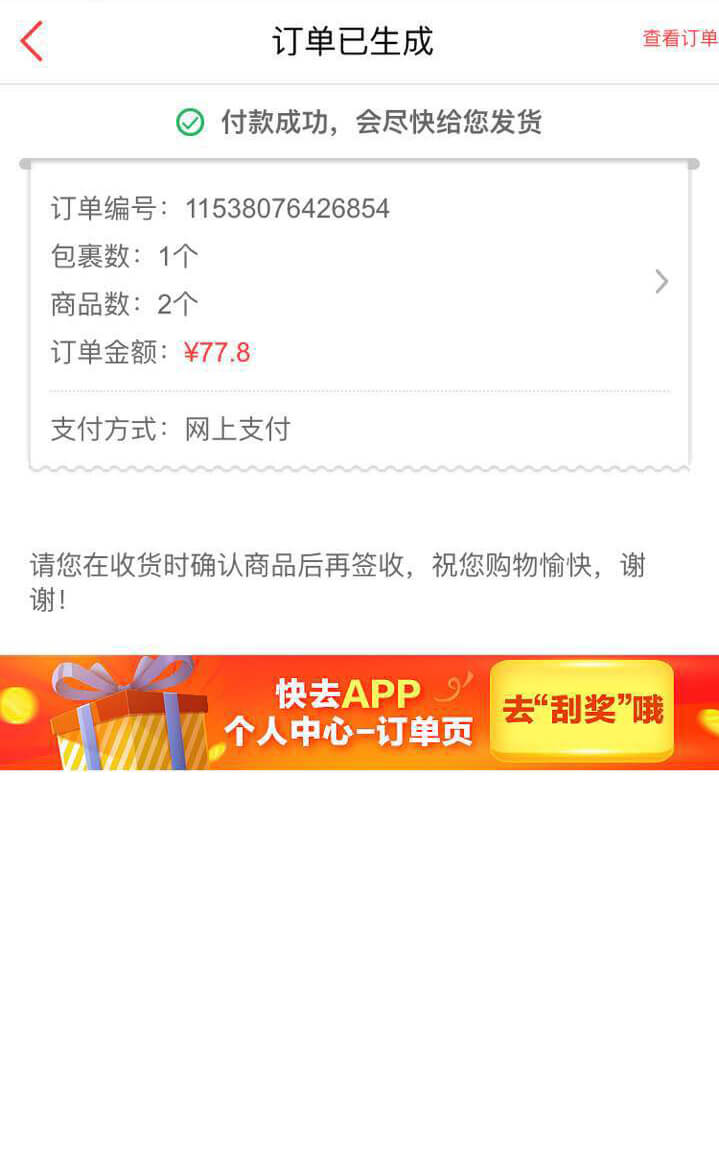 订单已生成
查看订单
付款成功，会尽快给您发货
订单编号：11538076426854
包裹数：1个
商品数：2个
订单金额：¥77.8
支付方式：网上支付
请您在收货时确认商品后再签收，祝您购物愉快，谢
谢！
快去APP
个人中心-订单页
去“刮奖”哦